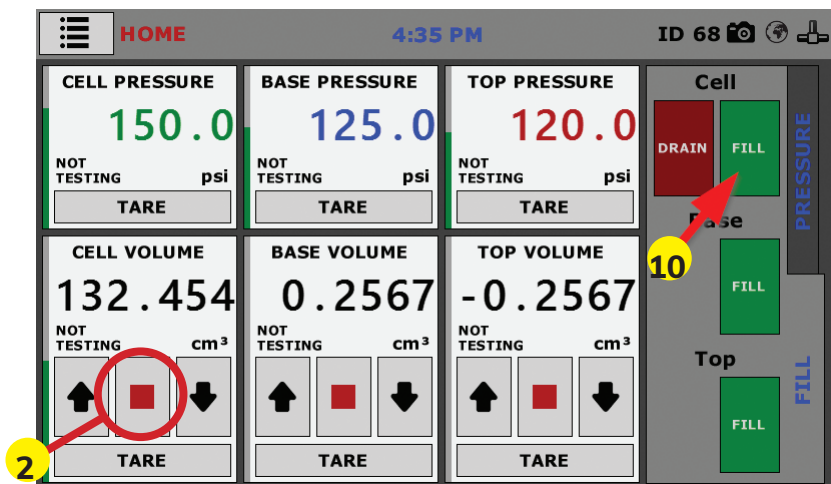 HOME
4:35 PM
ID 68
CELL PRESSURE
150.0
NOT
TESTING
psi
TARE
BASE PRESSURE
125.0
NOT
TESTING
psi
TARE
TOP PRESSURE
120.0
NOT
TESTING
psi
TARE
CELL VOLUME
132.454
NOT
TESTING
cm³
TARE
BASE VOLUME
0.2567
NOT
TESTING
cm³
TARE
TOP VOLUME
-0.2567
NOT
TESTING
cm³
TARE
Cell
DRAIN
FILL
Base
FILL
Top
FILL
PRESSURE
FILL
10
2